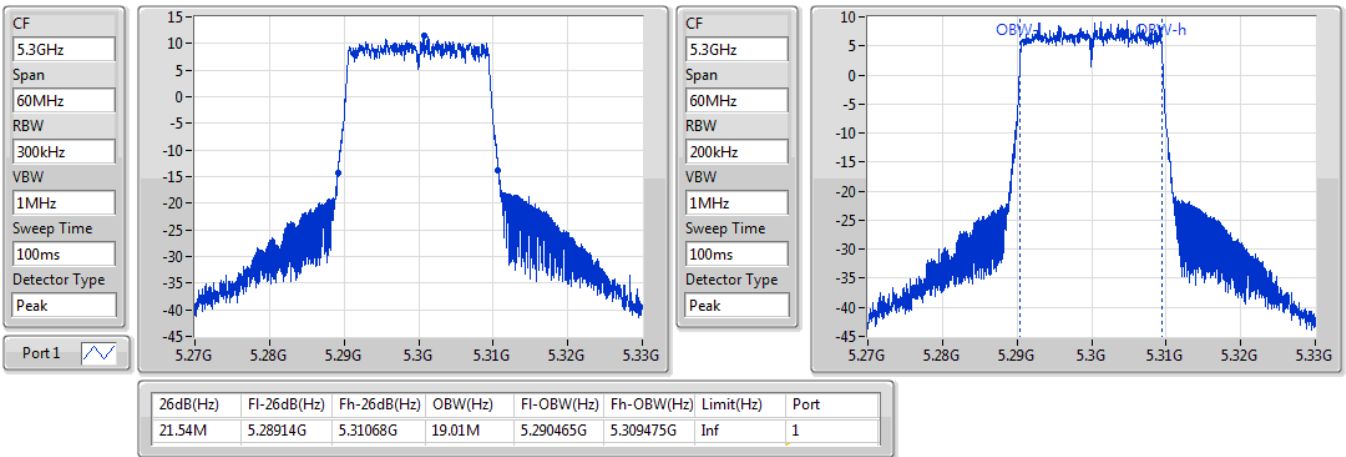 CF
5.3GHz
Span
60MHz
RBW
300kHz
VBW
1MHz
Sweep Time
100ms
Detector Type
Peak
Port 1
15
10
5
0
-5
-10
-15
-20
-25
-30
-35
-40
-45
5.27G 5.28G 5.29G 5.3G 5.31G 5.32G 5.33G
CF
5.3GHz
Span
60MHz
RBW
200kHz
VBW
1MHz
Sweep Time
100ms
Detector Type
Peak
OBW-h
10
5
0
-5
-10
-15
-20
-25
-30
-35
-40
-45
5.27G 5.28G 5.29G 5.3G 5.31G 5.32G 5.33G
26dB(Hz) Fl-26dB(Hz) Fh-26dB(Hz) OBW(Hz) Fl-OBW(Hz) Fh-OBW(Hz) Limit(Hz) Port
21.54M 5.28914G 5.31068G 19.01M 5.290465G 5.309475G Inf 1